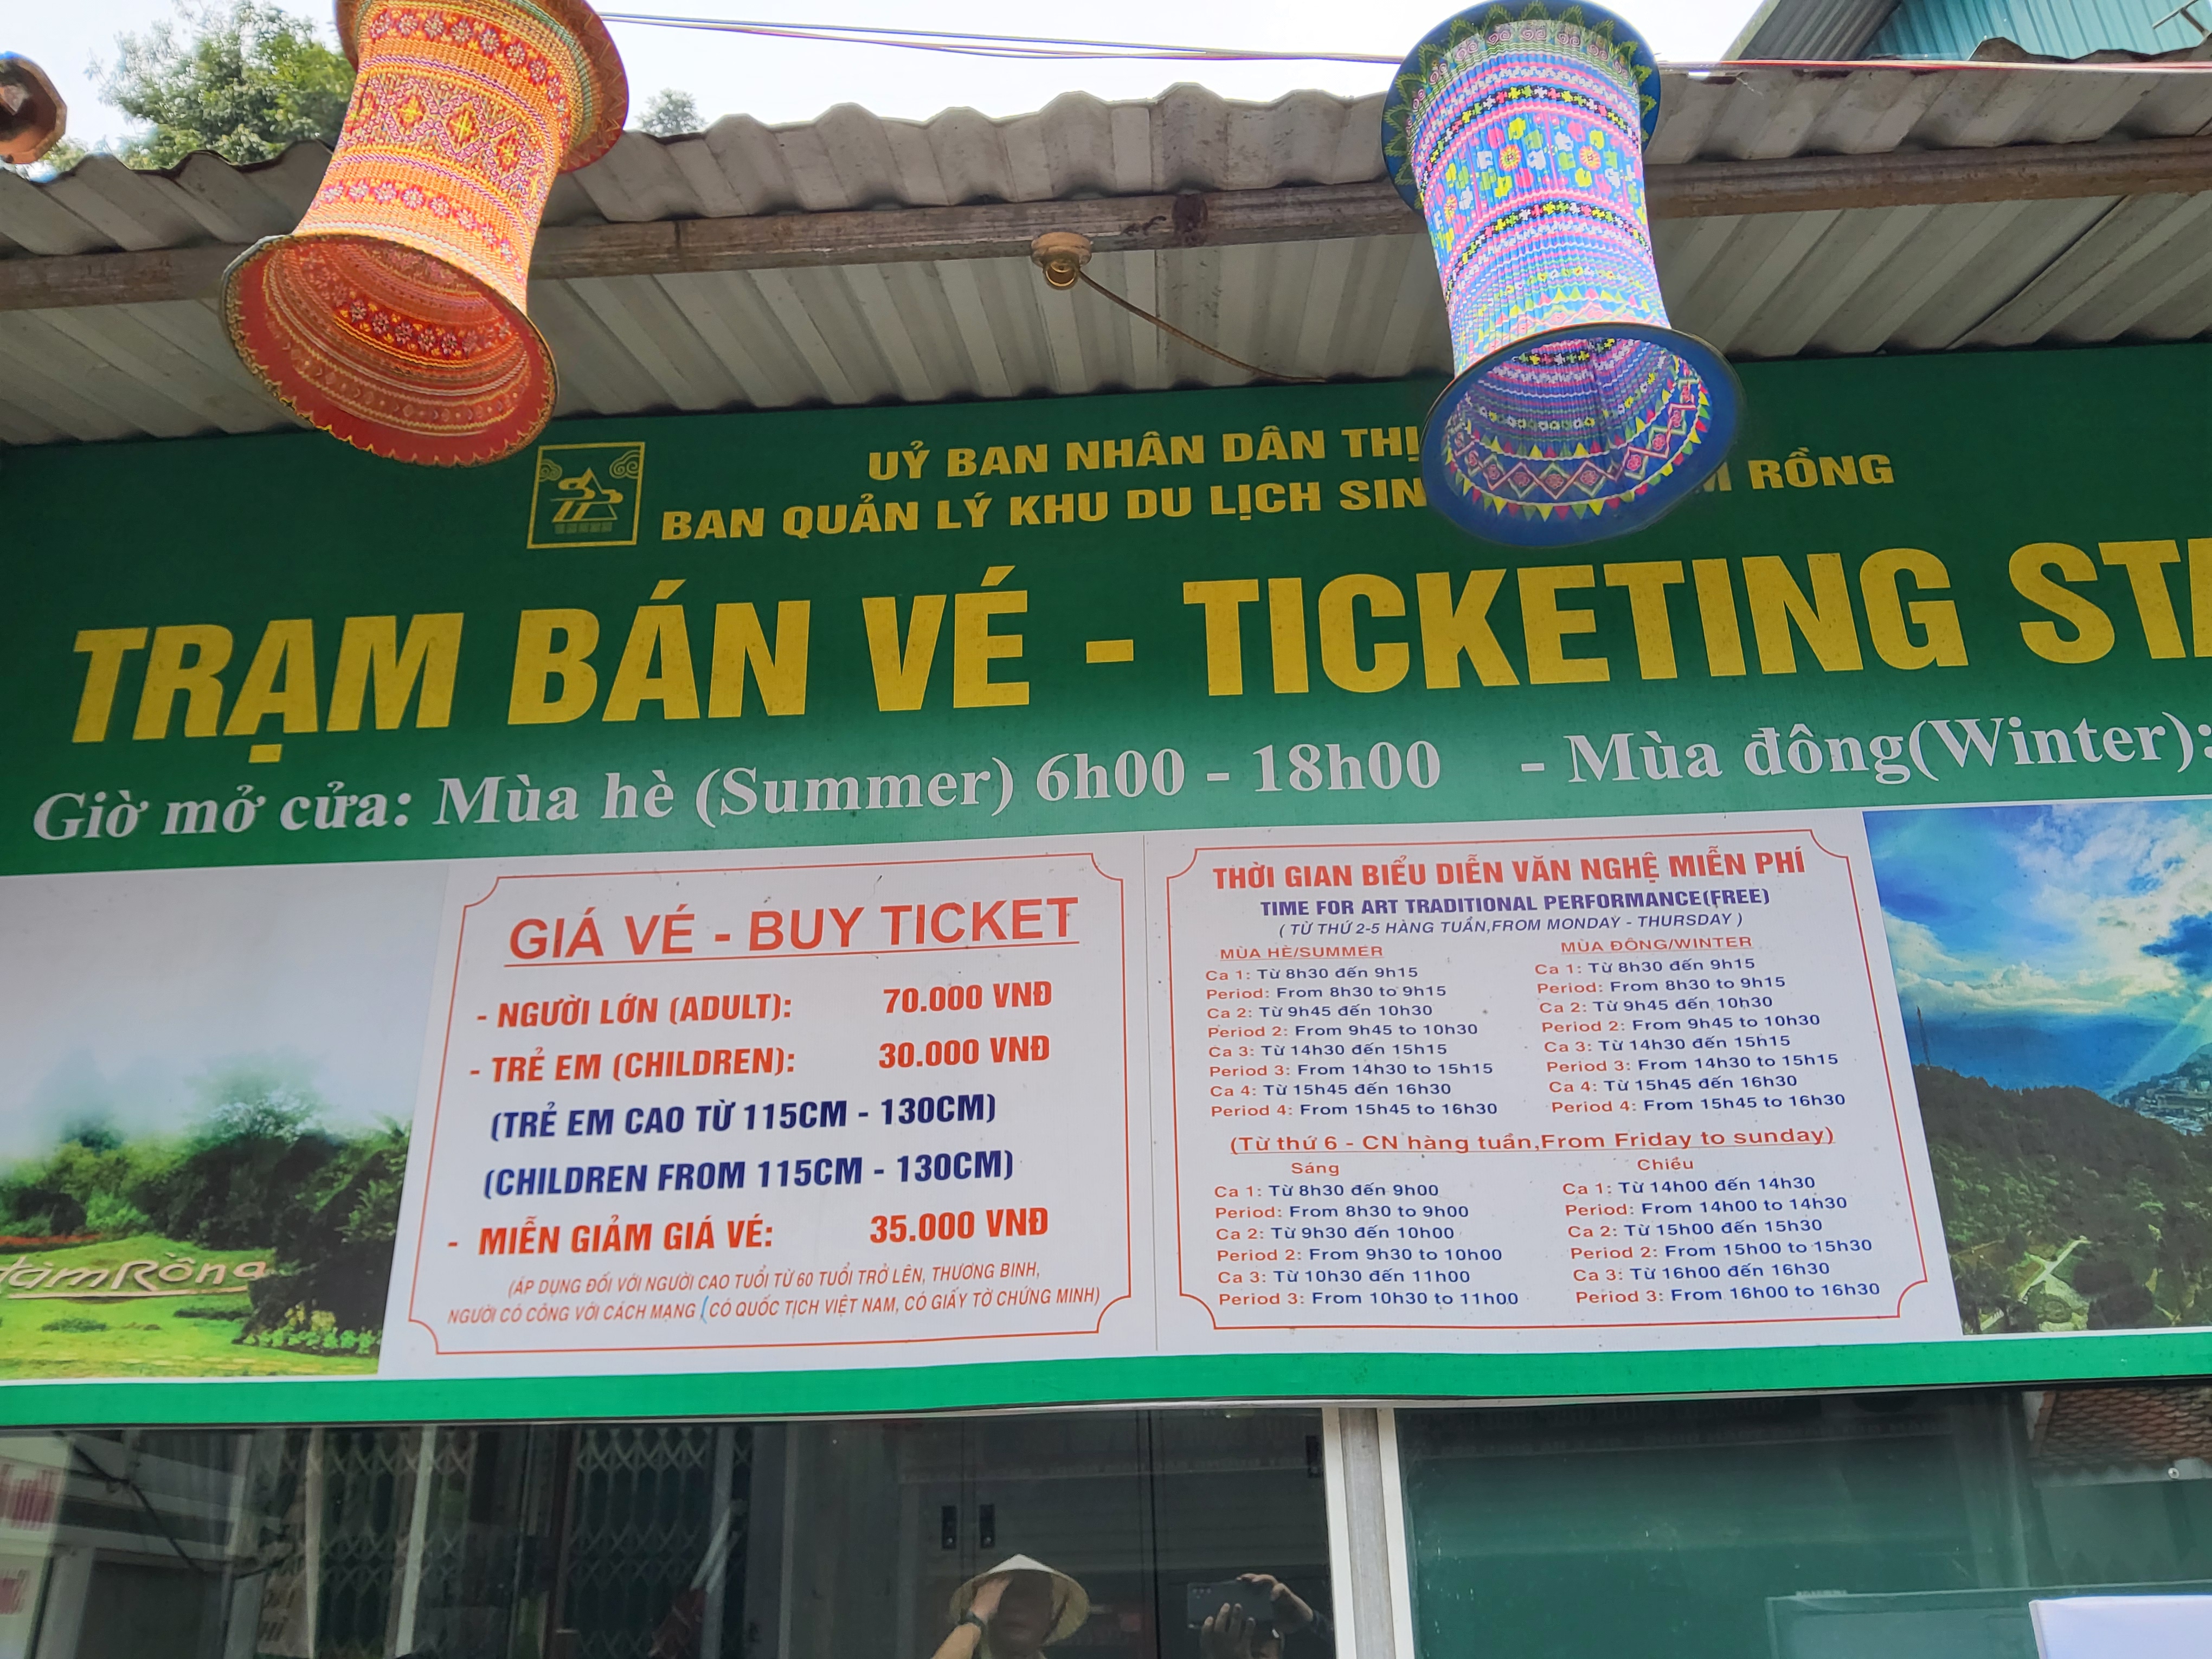 UỶ BAN NHÂN DÂN THỊ
BAN QUẢN LÝ KHU DU LỊCH SIN RỒNG
TRẠM BÁN VÉ - TICKETING
Giờ mở cửa: Mùa hè (Summer) 6h00 - 18h00 - Mùa đông(Winter):
GIÁ VÉ - BUY TICKET
- NGƯỜI LỚN (ADULT): 70.000 VNĐ
- TRẺ EM (CHILDREN): 30.000 VNĐ
(TRẺ EM CAO TỪ 115CM - 130CM)
(CHILDREN FROM 115CM - 130CM)
- MIỄN GIẢM GIÁ VÉ: 35.000 VNĐ
(ÁP DỤNG ĐỐI VỚI NGƯỜI CAO TUỔI TỪ 60 TUỔI TRỞ LÊN, THƯƠNG BINH,
NGƯỜI CÓ CÔNG VỚI CÁCH MẠNG (CÓ QUỐC TỊCH VIỆT NAM, CÓ GIẤY TỜ CHỨNG MINH)
THỜI GIAN BIỂU DIỄN VĂN NGHỆ MIỄN PHÍ
TIME FOR ART TRADITIONAL PERFORMANCE(FREE)
( TỪ THỨ 2-5 HÀNG TUẦN,FROM MONDAY - THURSDAY )
MÙA HÈ/SUMMER
Ca 1: Từ 8h30 đến 9h15
Period: From 8h30 to 9h15
Ca 2: Từ 9h45 đến 10h30
Period 2: From 9h45 to 10h30
Ca 3: Từ 14h30 đến 15h15
Period 3: From 14h30 to 15h15
Ca 4: Từ 15h45 đến 16h30
Period 4: From 15h45 to 16h30
MÙA ĐÔNG/WINTER
Ca 1: Từ 8h30 đến 9h15
Period: From 8h30 to 9h15
Ca 2: Từ 9h45 đến 10h30
Period 2: From 9h45 to 10h30
Ca 3: Từ 14h30 đến 15h15
Period 3: From 14h30 to 15h15
Ca 4: Từ 15h45 đến 16h30
Period 4: From 15h45 to 16h30
(Từ thứ 6 - CN hàng tuần,From Friday to sunday)
Sáng
Ca 1: Từ 8h30 đến 9h00
Period: From 8h30 to 9h00
Ca 2: Từ 9h30 đến 10h00
Period 2: From 9h30 to 10h00
Ca 3: Từ 10h30 đến 11h00
Period 3: From 10h30 to 11h00
Chiều
Ca 1: Từ 14h00 đến 14h30
Period: From 14h00 to 14h30
Ca 2: Từ 15h00 đến 15h30
Period 2: From 15h00 to 15h30
Ca 3: Từ 16h00 đến 16h30
Period 3: From 16h00 to 16h30
HàmRồng